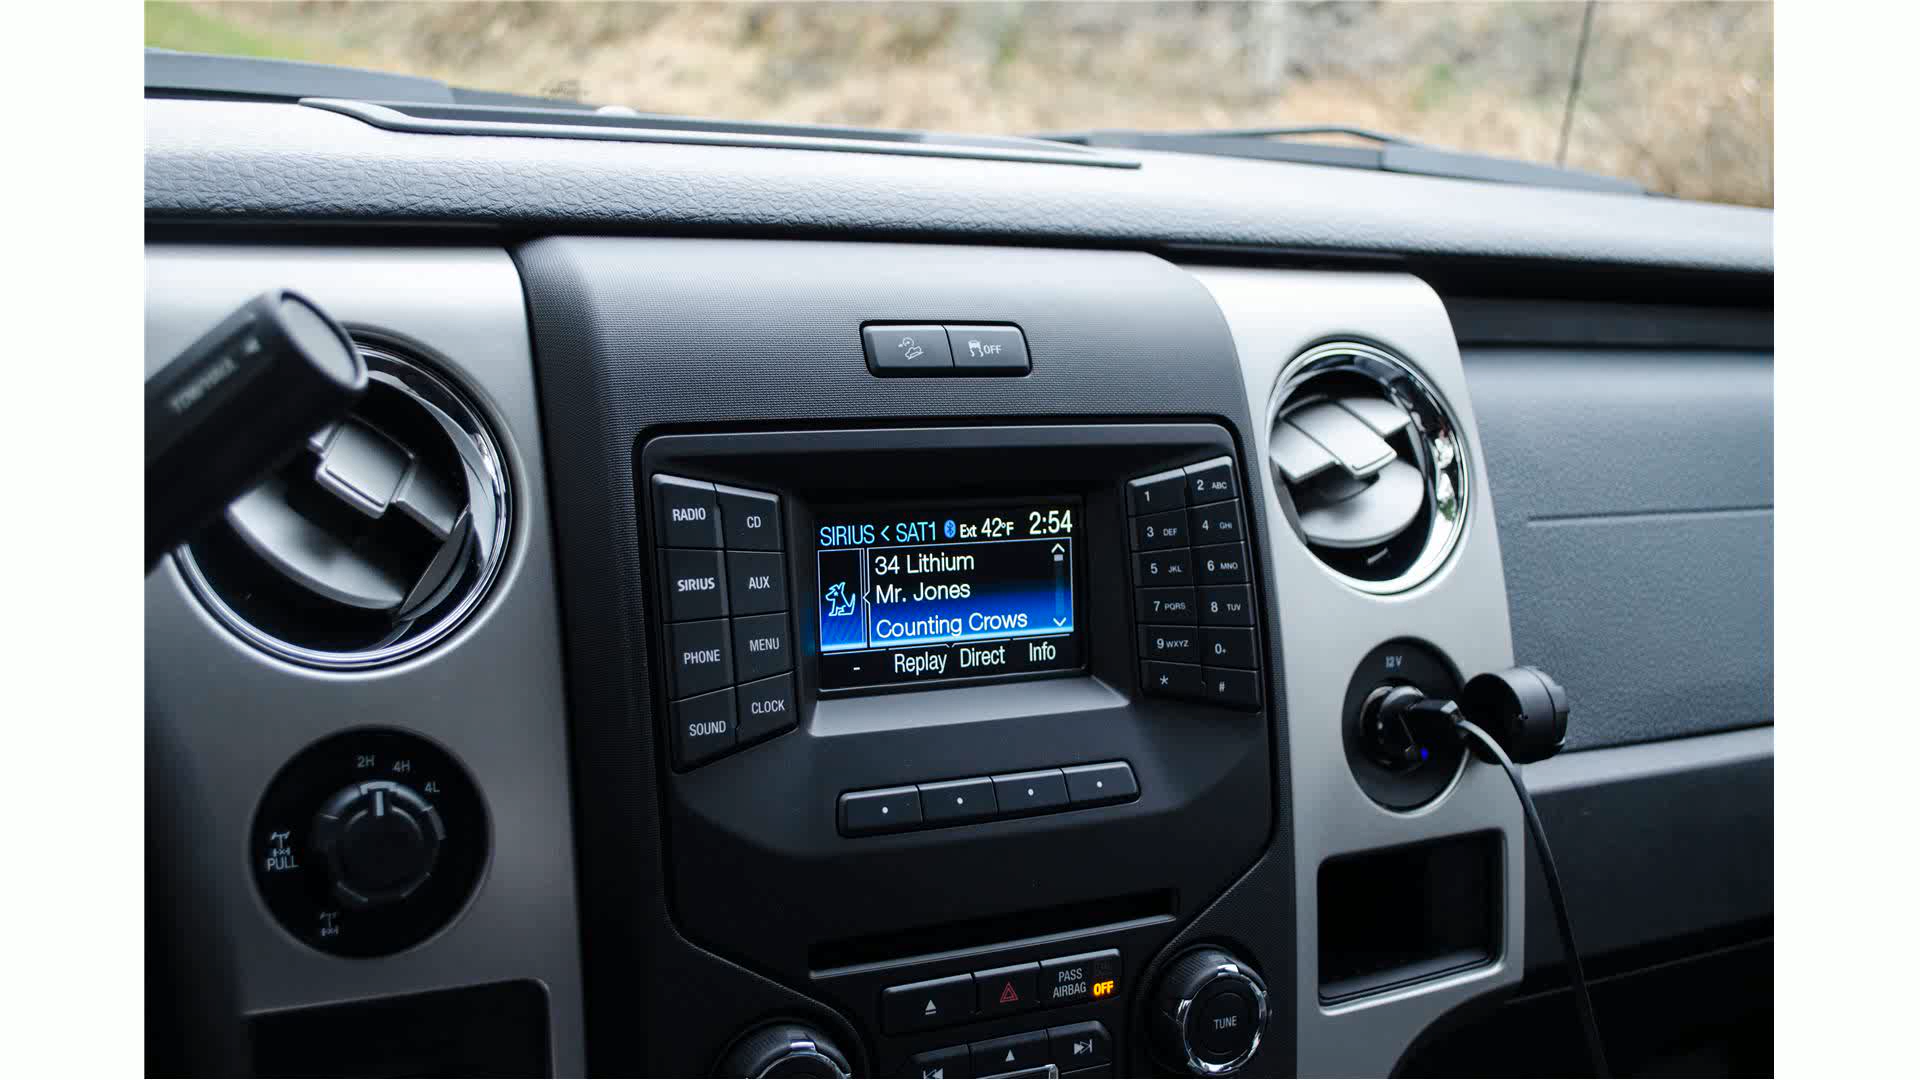 TOW/HAUL
OFF
RADIO
CD
SIRIUS
AUX
PHONE
MENU
SOUND
CLOCK
SIRIUS < SAT1 Ext 42°F 2:54
34 Lithium
Mr. Jones
Counting Crows
- Replay Direct Info
1
2 ABC
3 DEF
4 GHI
5 JKL
6 MNO
7 PQRS
8 TUV
9 WXYZ
0+
*
#
12V
2H
4H
4L
PULL
PASS
AIRBAG OFF
TUNE